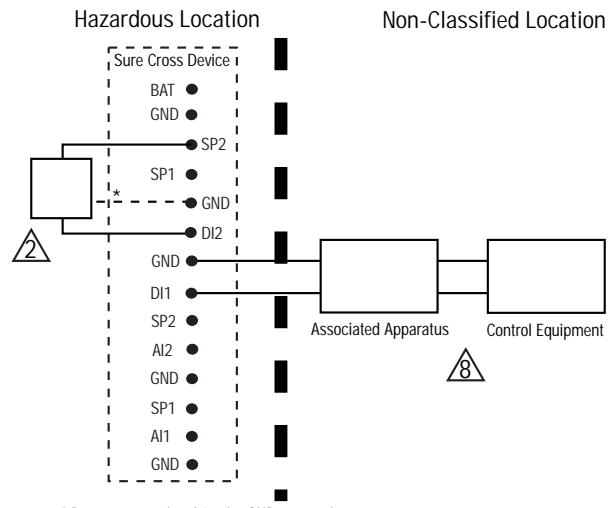 Hazardous Location
Non-Classified Location
Sure Cross Device
BAT
GND
SP2
SP1
*
GND
DI2
2
GND
DI1
SP2
Associated Apparatus
Control Equipment
AI2
8
GND
SP1
AI1
GND